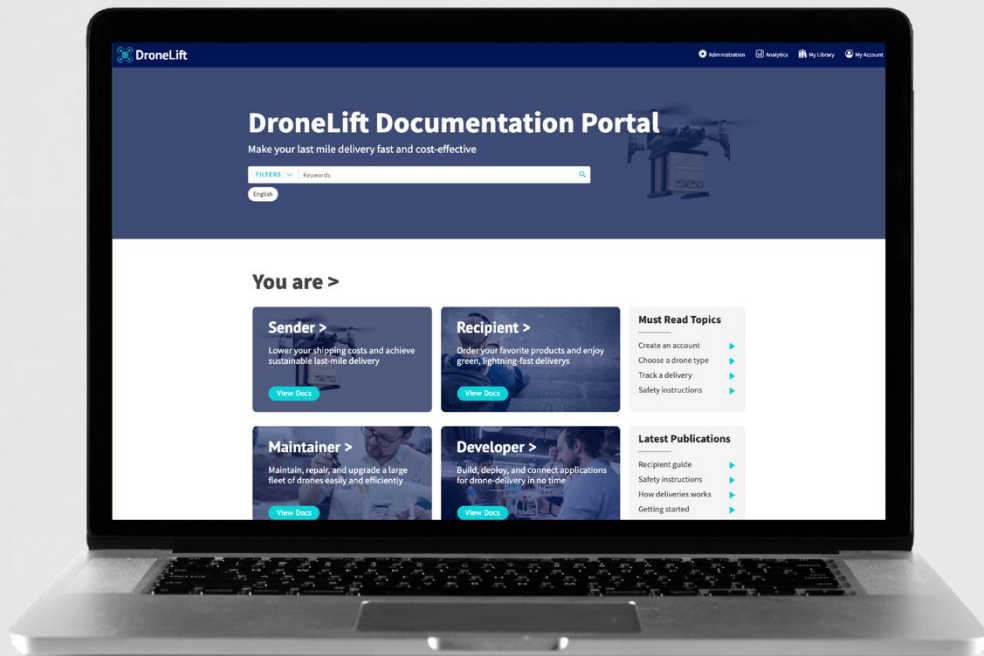 DroneLift
Administration
Analytics
My Library
My Account
DroneLift Documentation Portal
Make your last mile delivery fast and cost-effective
FILTERS
Keywords
English
You are >
Sender >
Lower your shipping costs and achieve
sustainable last-mile delivery
View Docs
Recipient >
Order your favorite products and enjoy
green, lightning-fast deliverys
View Docs
Must Read Topics
Create an account
Choose a drone type
Track a delivery
Safety instructions
Maintainer >
Maintain, repair, and upgrade a large
fleet of drones easily and efficiently
View Docs
Developer >
Build, deploy, and connect applications
for drone-delivery in no time
View Docs
Latest Publications
Recipient guide
Safety instructions
How deliveries works
Getting started